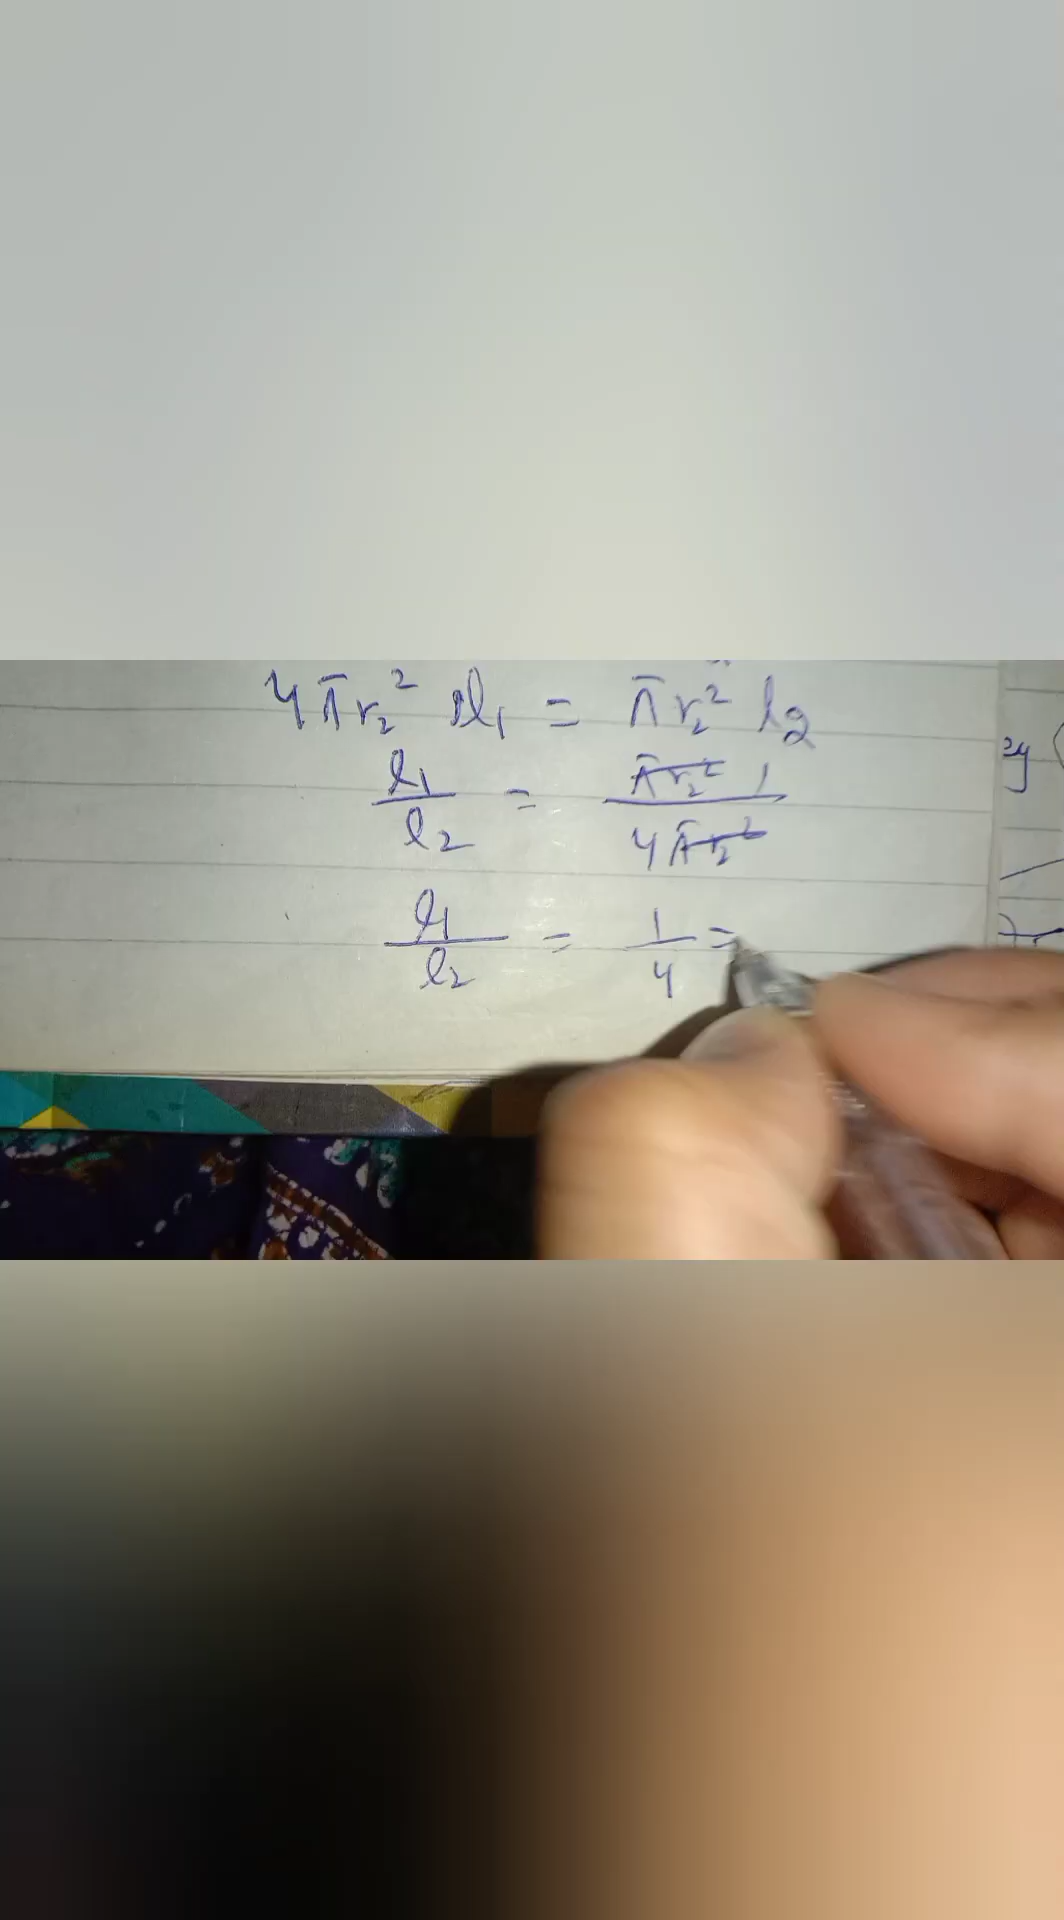 4πr₂² l₁ = πr₂² l₂
l₁/l₂ = πr₂² 1/4πr₂²
l₁/l₂ = 1/4 =